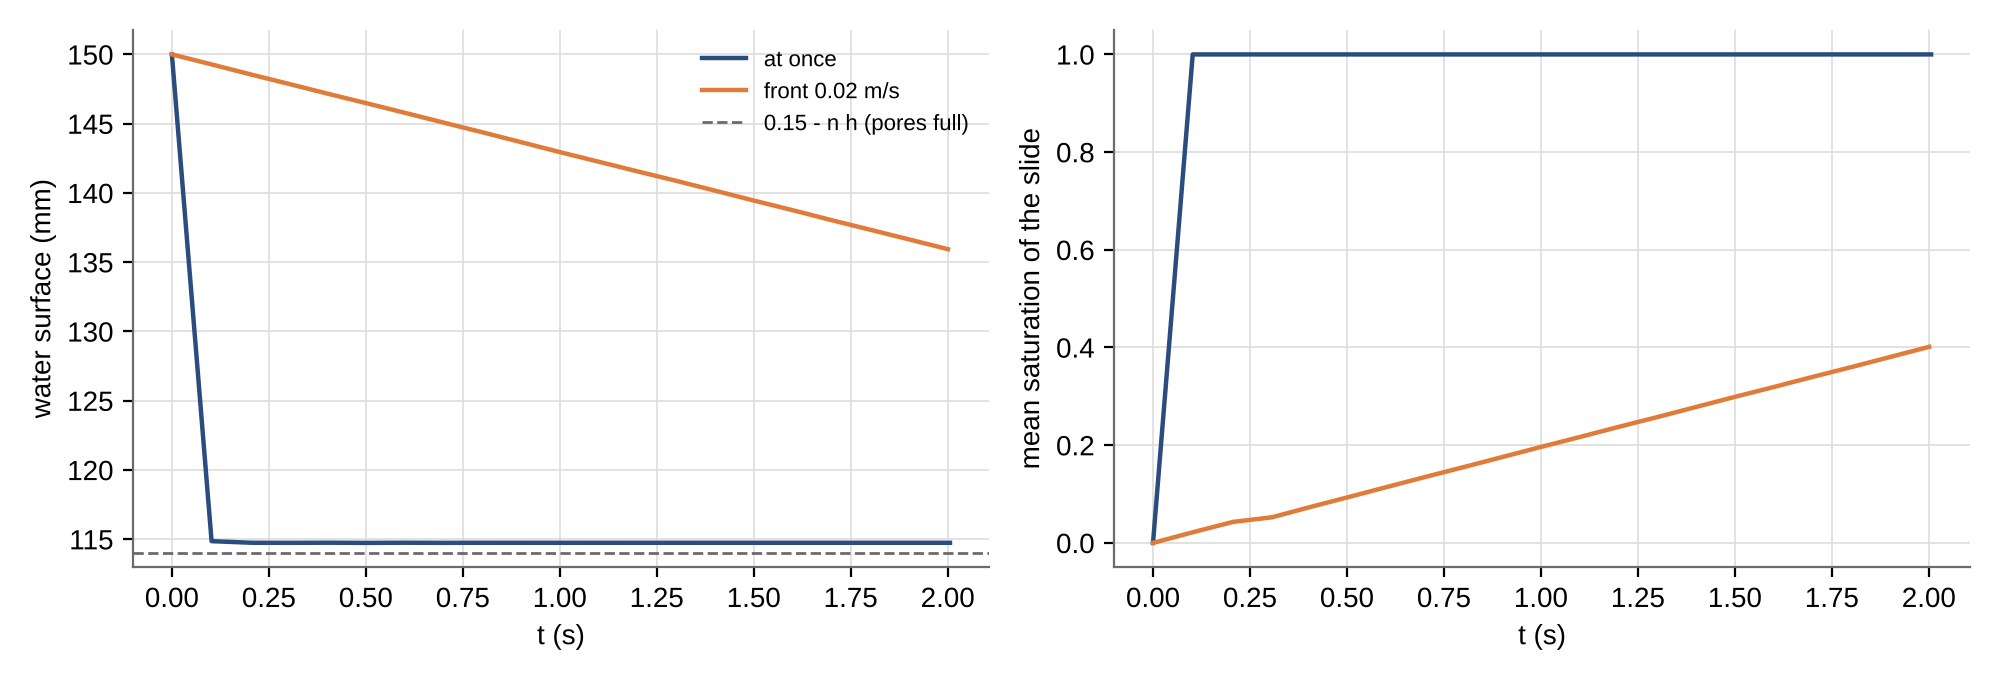 150
145
140
135
130
125
120
115
water surface (mm)
0.00 0.25 0.50 0.75 1.00 1.25 1.50 1.75 2.00
t (s)
at once
front 0.02 m/s
0.15 - n h (pores full)
1.0
0.8
0.6
0.4
0.2
0.0
mean saturation of the slide
0.00 0.25 0.50 0.75 1.00 1.25 1.50 1.75 2.00
t (s)